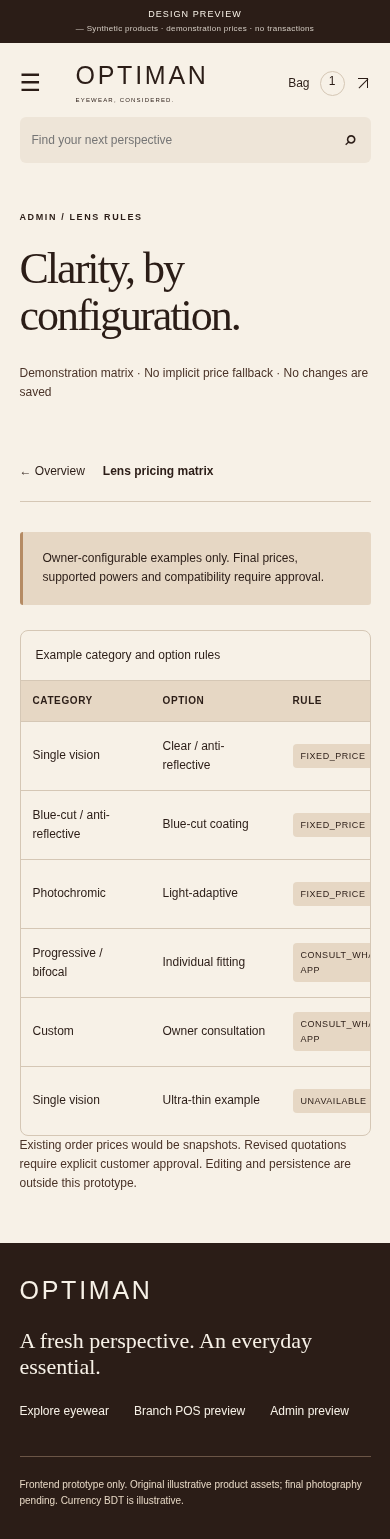 DESIGN PREVIEW
— Synthetic products · demonstration prices · no transactions
OPTIMAN
EYEWEAR, CONSIDERED.
Bag 1
Find your next perspective
ADMIN / LENS RULES
Clarity, by
configuration.
Demonstration matrix · No implicit price fallback · No changes are
saved
← Overview Lens pricing matrix
Owner-configurable examples only. Final prices,
supported powers and compatibility require approval.
Example category and option rules
CATEGORY OPTION RULE
Single vision Clear / anti-
reflective FIXED_PRICE
Blue-cut / anti-
reflective Blue-cut coating FIXED_PRICE
Photochromic Light-adaptive FIXED_PRICE
Progressive /
bifocal Individual fitting CONSULT_WHA
APP
Custom Owner consultation CONSULT_WHA
APP
Single vision Ultra-thin example UNAVAILABLE
Existing order prices would be snapshots. Revised quotations
require explicit customer approval. Editing and persistence are
outside this prototype.
OPTIMAN
A fresh perspective. An everyday
essential.
Explore eyewear Branch POS preview Admin preview
Frontend prototype only. Original illustrative product assets; final photography
pending. Currency BDT is illustrative.